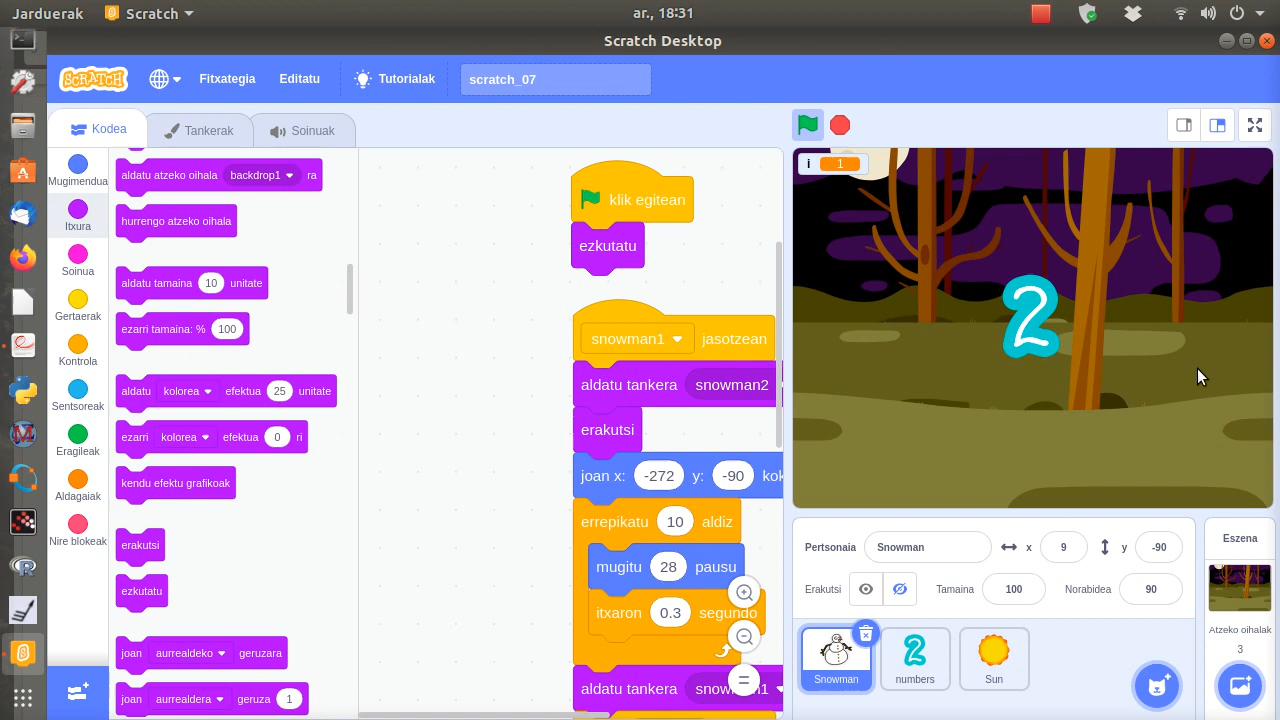 Jarduerak
Scratch
ar., 18:31
Scratch Desktop
SCRATCH
Fitxategia
Editatu
Tutorialak
scratch_07
Kodea
Tankerak
Soinuak
Mugimendua
Itxura
Soinua
Gertaerak
Kontrola
Sentsoreak
Eragileak
Aldagaiak
Nire blokeak
aldatu atzeko oihala backdrop1 ra
hurrengo atzeko oihala
aldatu tamaina 10 unitate
ezarri tamaina: % 100
aldatu kolorea efektua 25 unitate
ezarri kolorea efektua 0 ri
kendu efektu grafikoak
erakutsi
ezkutatu
joan aurrealdeko geruzara
joan aurrealdera geruza 1
klik egitean
ezkutatu
snowman1 jasotzean
aldatu tankera snowman2
erakutsi
joan x: -272 y: -90 kok
errepikatu 10 aldiz
mugitu 28 pausu
itxaron 0.3 segundo
aldatu tankera snowman1
i 1
2
Pertsonaia Snowman x 9 y -90
Erakutsi Tamaina 100 Norabidea 90
Snowman
numbers
Sun
Eszena
Atzeko oihalak
3